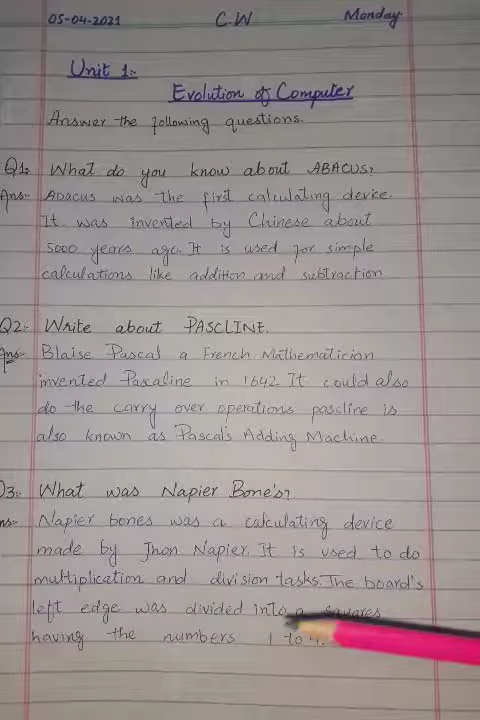 05-04-2021 C.W Monday
Unit 1:-
Evolution of Computer
Answer the following questions.
Q1:- What do you know about ABACUS?
Ans:- Abacus was the first calculating device.
It was invented by Chinese about
5000 years ago. It is used for simple
calculations like addition and subtraction
Q2:- Write about PASCLINE.
Ans:- Blaise Pascal a French Mathematician
invented Pascaline in 1642 It could also
do the carry over operations pascline is
also known as Pascal's Adding Machine.
Q3:- What was Napier Bone's?
Ans:- Napier bones was a calculating device
made by Jhon Napier. It is used to do
multiplication and division tasks. The board's
left edge was divided into squares
having the numbers 1 to